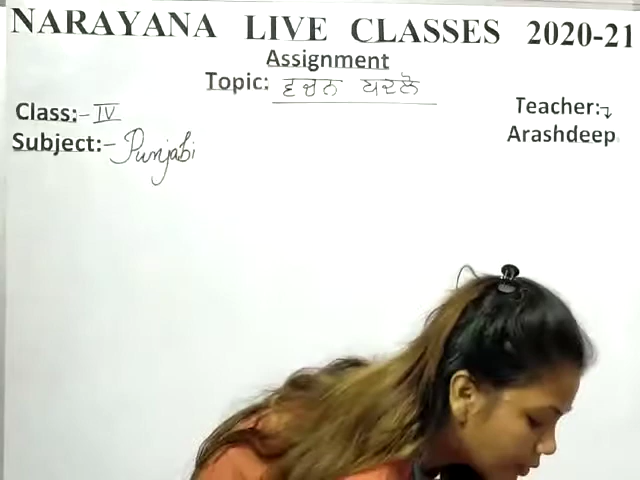 NARAYANA LIVE CLASSES 2020-21
Assignment
Topic: ਵਚਨ ਬਦਲੋ
Class:- IV
Teacher:-
Subject:- Punjabi
Arashdeep